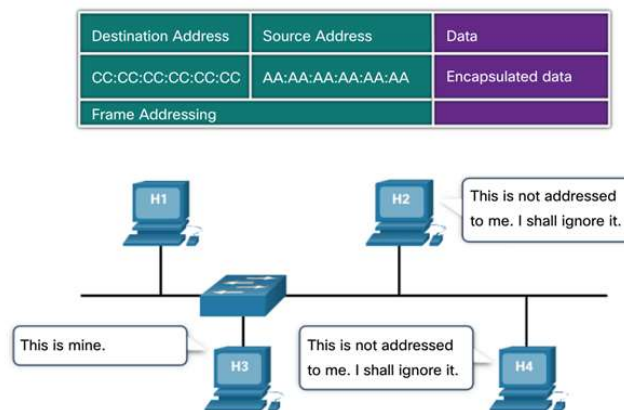 Destination Address Source Address Data
CC:CC:CC:CC:CC:CC AA:AA:AA:AA:AA:AA Encapsulated data
Frame Addressing
H1
H2
This is not addressed
to me. I shall ignore it.
This is mine.
H3
This is not addressed
to me. I shall ignore it.
H4